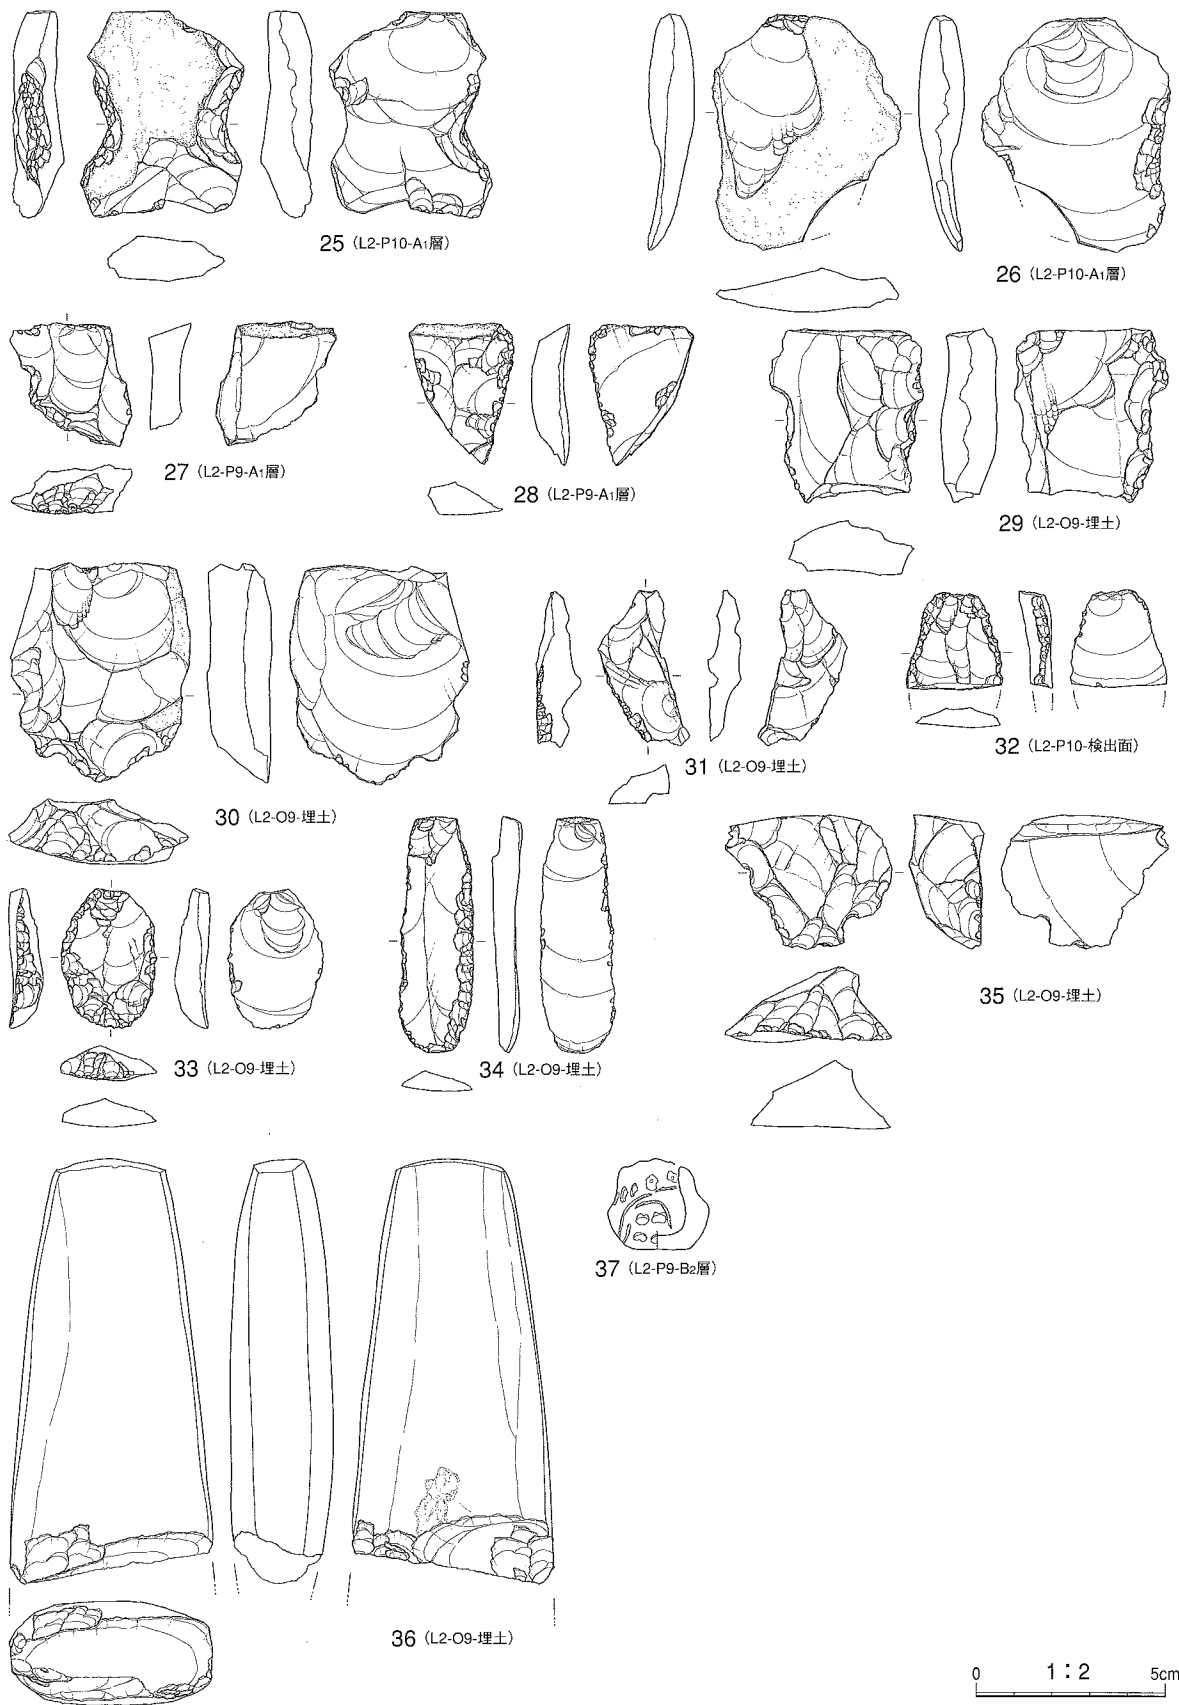 25 (L2-P10-A1層)
26 (L2-P10-A1層)
27 (L2-P9-A1層)
28 (L2-P9-A1層)
29 (L2-O9-埋土)
30 (L2-O9-埋土)
31 (L2-O9-埋土)
32 (L2-P10-検出面)
33 (L2-O9-埋土)
34 (L2-O9-埋土)
35 (L2-O9-埋土)
36 (L2-O9-埋土)
37 (L2-P9-B2層)
0 1:2 5cm